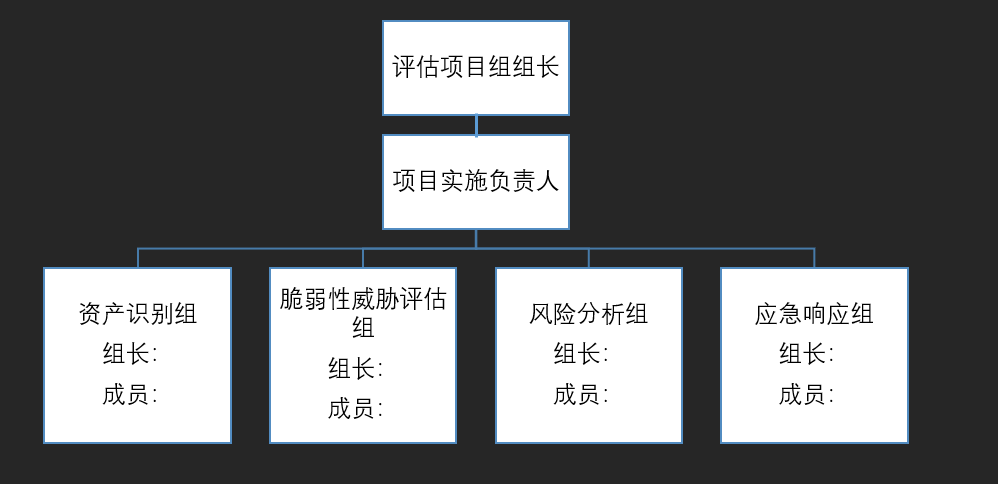 评估项目组组长
项目实施负责人
资产识别组
组长：
成员：
脆弱性威胁评估
组
组长：
成员：
风险分析组
组长：
成员：
应急响应组
组长：
成员：